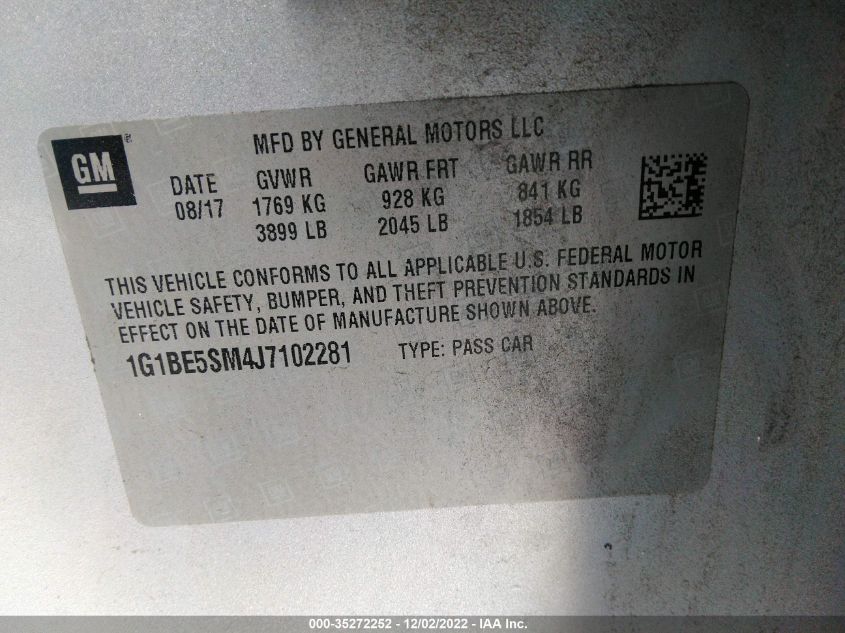 GM
MFD BY GENERAL MOTORS LLC
DATE GVWR GAWR FRT GAWR RR
08/17 1769 KG 928 KG 841 KG
3899 LB 2045 LB 1854 LB
THIS VEHICLE CONFORMS TO ALL APPLICABLE U.S. FEDERAL MOTOR
VEHICLE SAFETY, BUMPER, AND THEFT PREVENTION STANDARDS IN
EFFECT ON THE DATE OF MANUFACTURE SHOWN ABOVE.
1G1BE5SM4J7102281 TYPE: PASS CAR
000-35272252 - 12/02/2022 - IAA Inc.